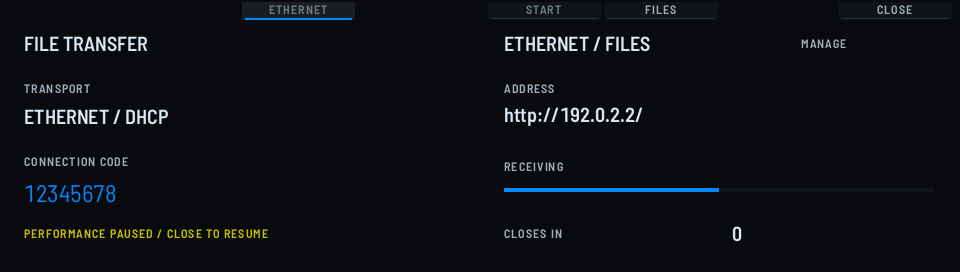 ETHERNET
START
FILES
CLOSE
FILE TRANSFER
TRANSPORT
ETHERNET / DHCP
CONNECTION CODE
12345678
PERFORMANCE PAUSED / CLOSE TO RESUME
ETHERNET / FILES
MANAGE
ADDRESS
http://192.0.2.2/
RECEIVING
CLOSES IN
0